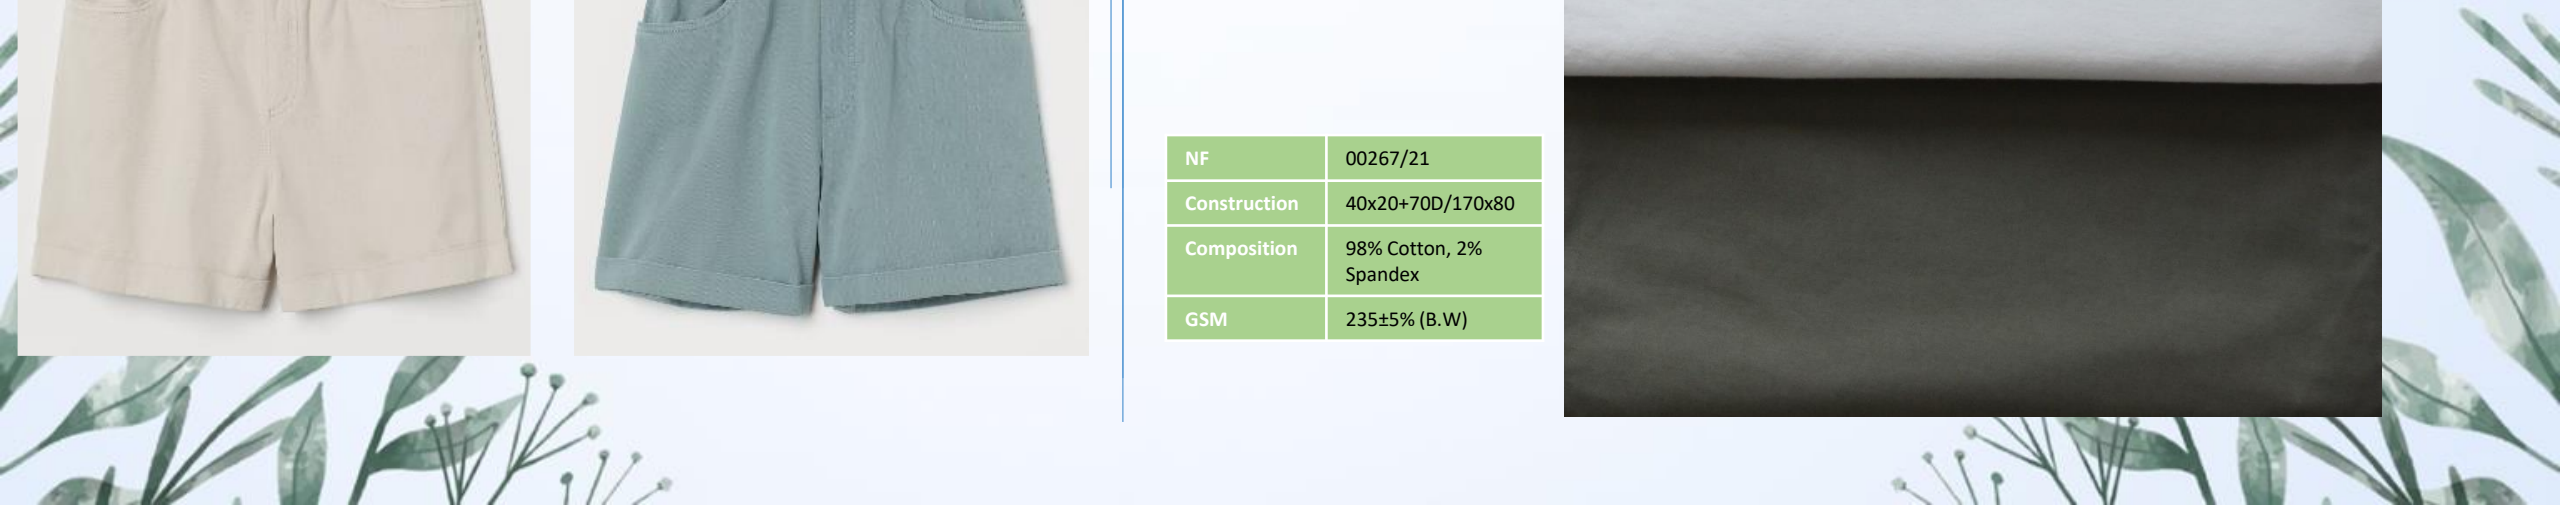 NF 00267/21
Construction 40x20+70D/170x80
Composition 98% Cotton, 2%
Spandex
GSM 235±5% (B.W)